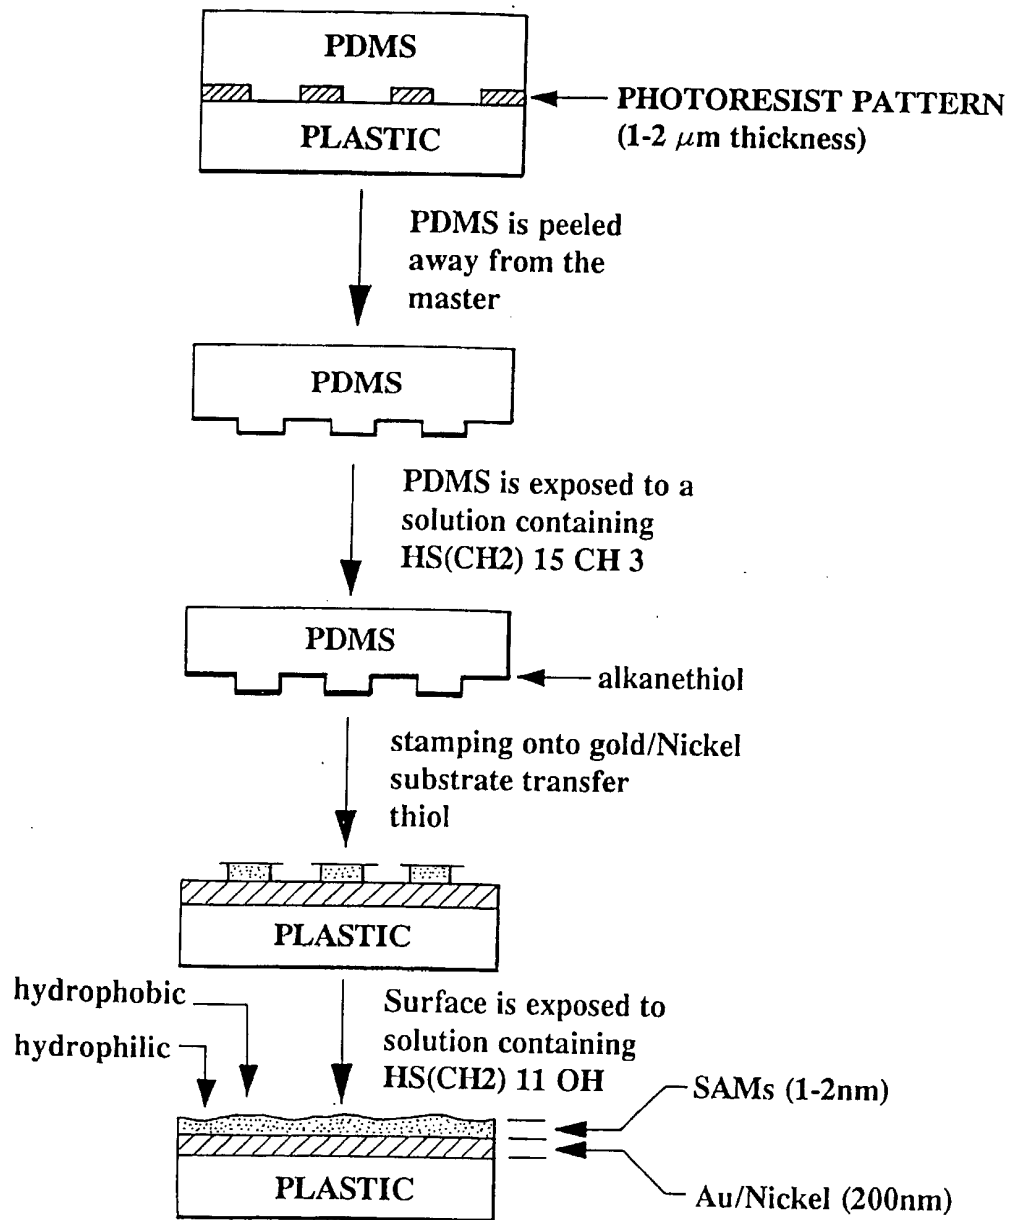 PDMS
PHOTORESIST PATTERN
(1-2 μm thickness)
PLASTIC
PDMS is peeled
away from the
master
PDMS
PDMS is exposed to a
solution containing
HS(CH2) 15 CH 3
PDMS
alkanethiol
stamping onto gold/Nickel
substrate transfer
thiol
PLASTIC
hydrophobic
hydrophilic
Surface is exposed to
solution containing
HS(CH2) 11 OH
SAMs (1-2nm)
PLASTIC
Au/Nickel (200nm)